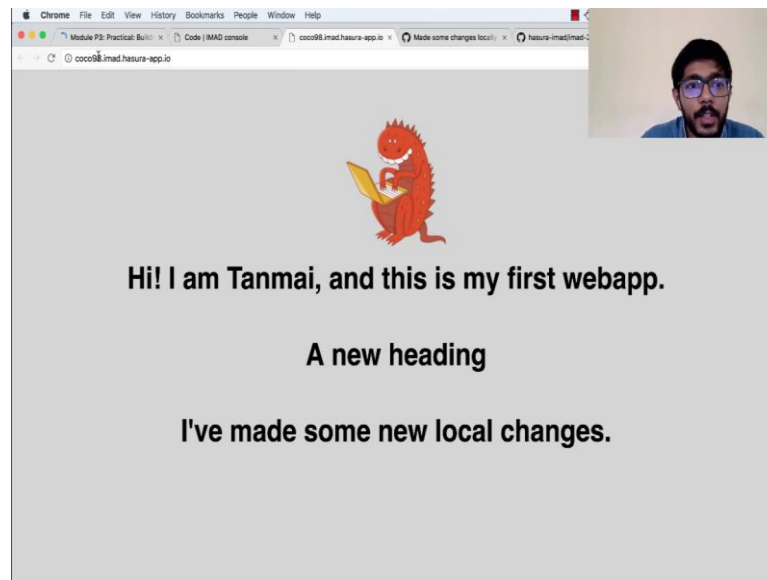 Chrome File Edit View History Bookmarks People Window Help
Module P3: Practical: Buildi
Code | IMAD console
coco98.imad.hasura-app.io
Made some changes locally
hasura-imad/imad-2
coco98.imad.hasura-app.io
Hi! I am Tanmai, and this is my first webapp.
A new heading
I've made some new local changes.